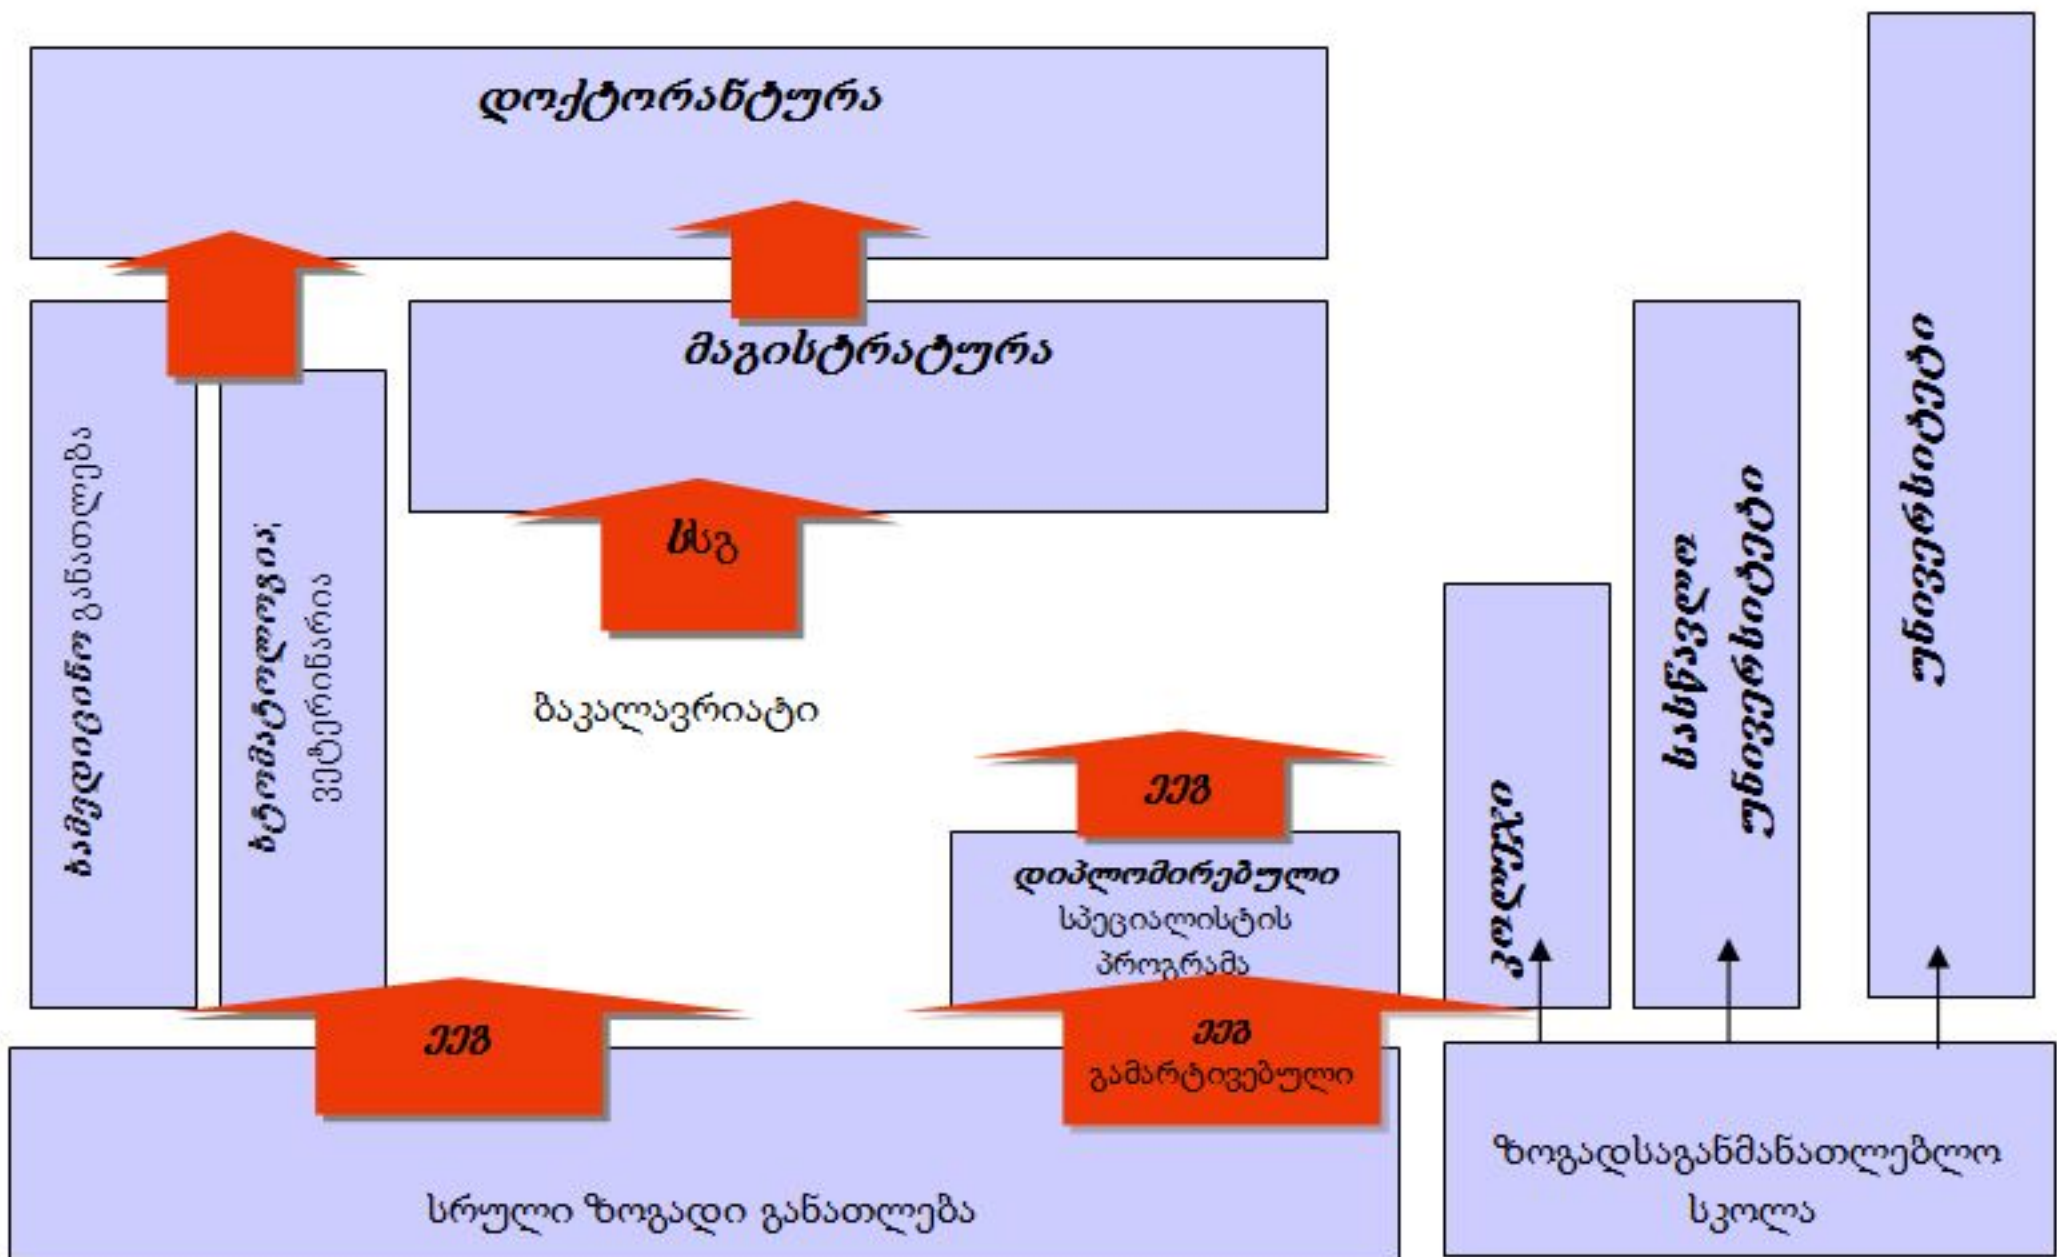 დოქტორანტურა
მაგისტრატურა
სსგ
ბაკალავრიატი
სამედიცინო განათლება
სტომატოლოგია,
ვეტერინარია
ეეგ
დიპლომირებული
სპეციალისტის
პროგრამა
ეეგ
ეეგ
გამარტივებული
სრული ზოგადი განათლება
კოლეჯი
სასწავლო
უნივერსიტეტი
უნივერსიტეტი
ზოგადსაგანმანათლებლო
სკოლა